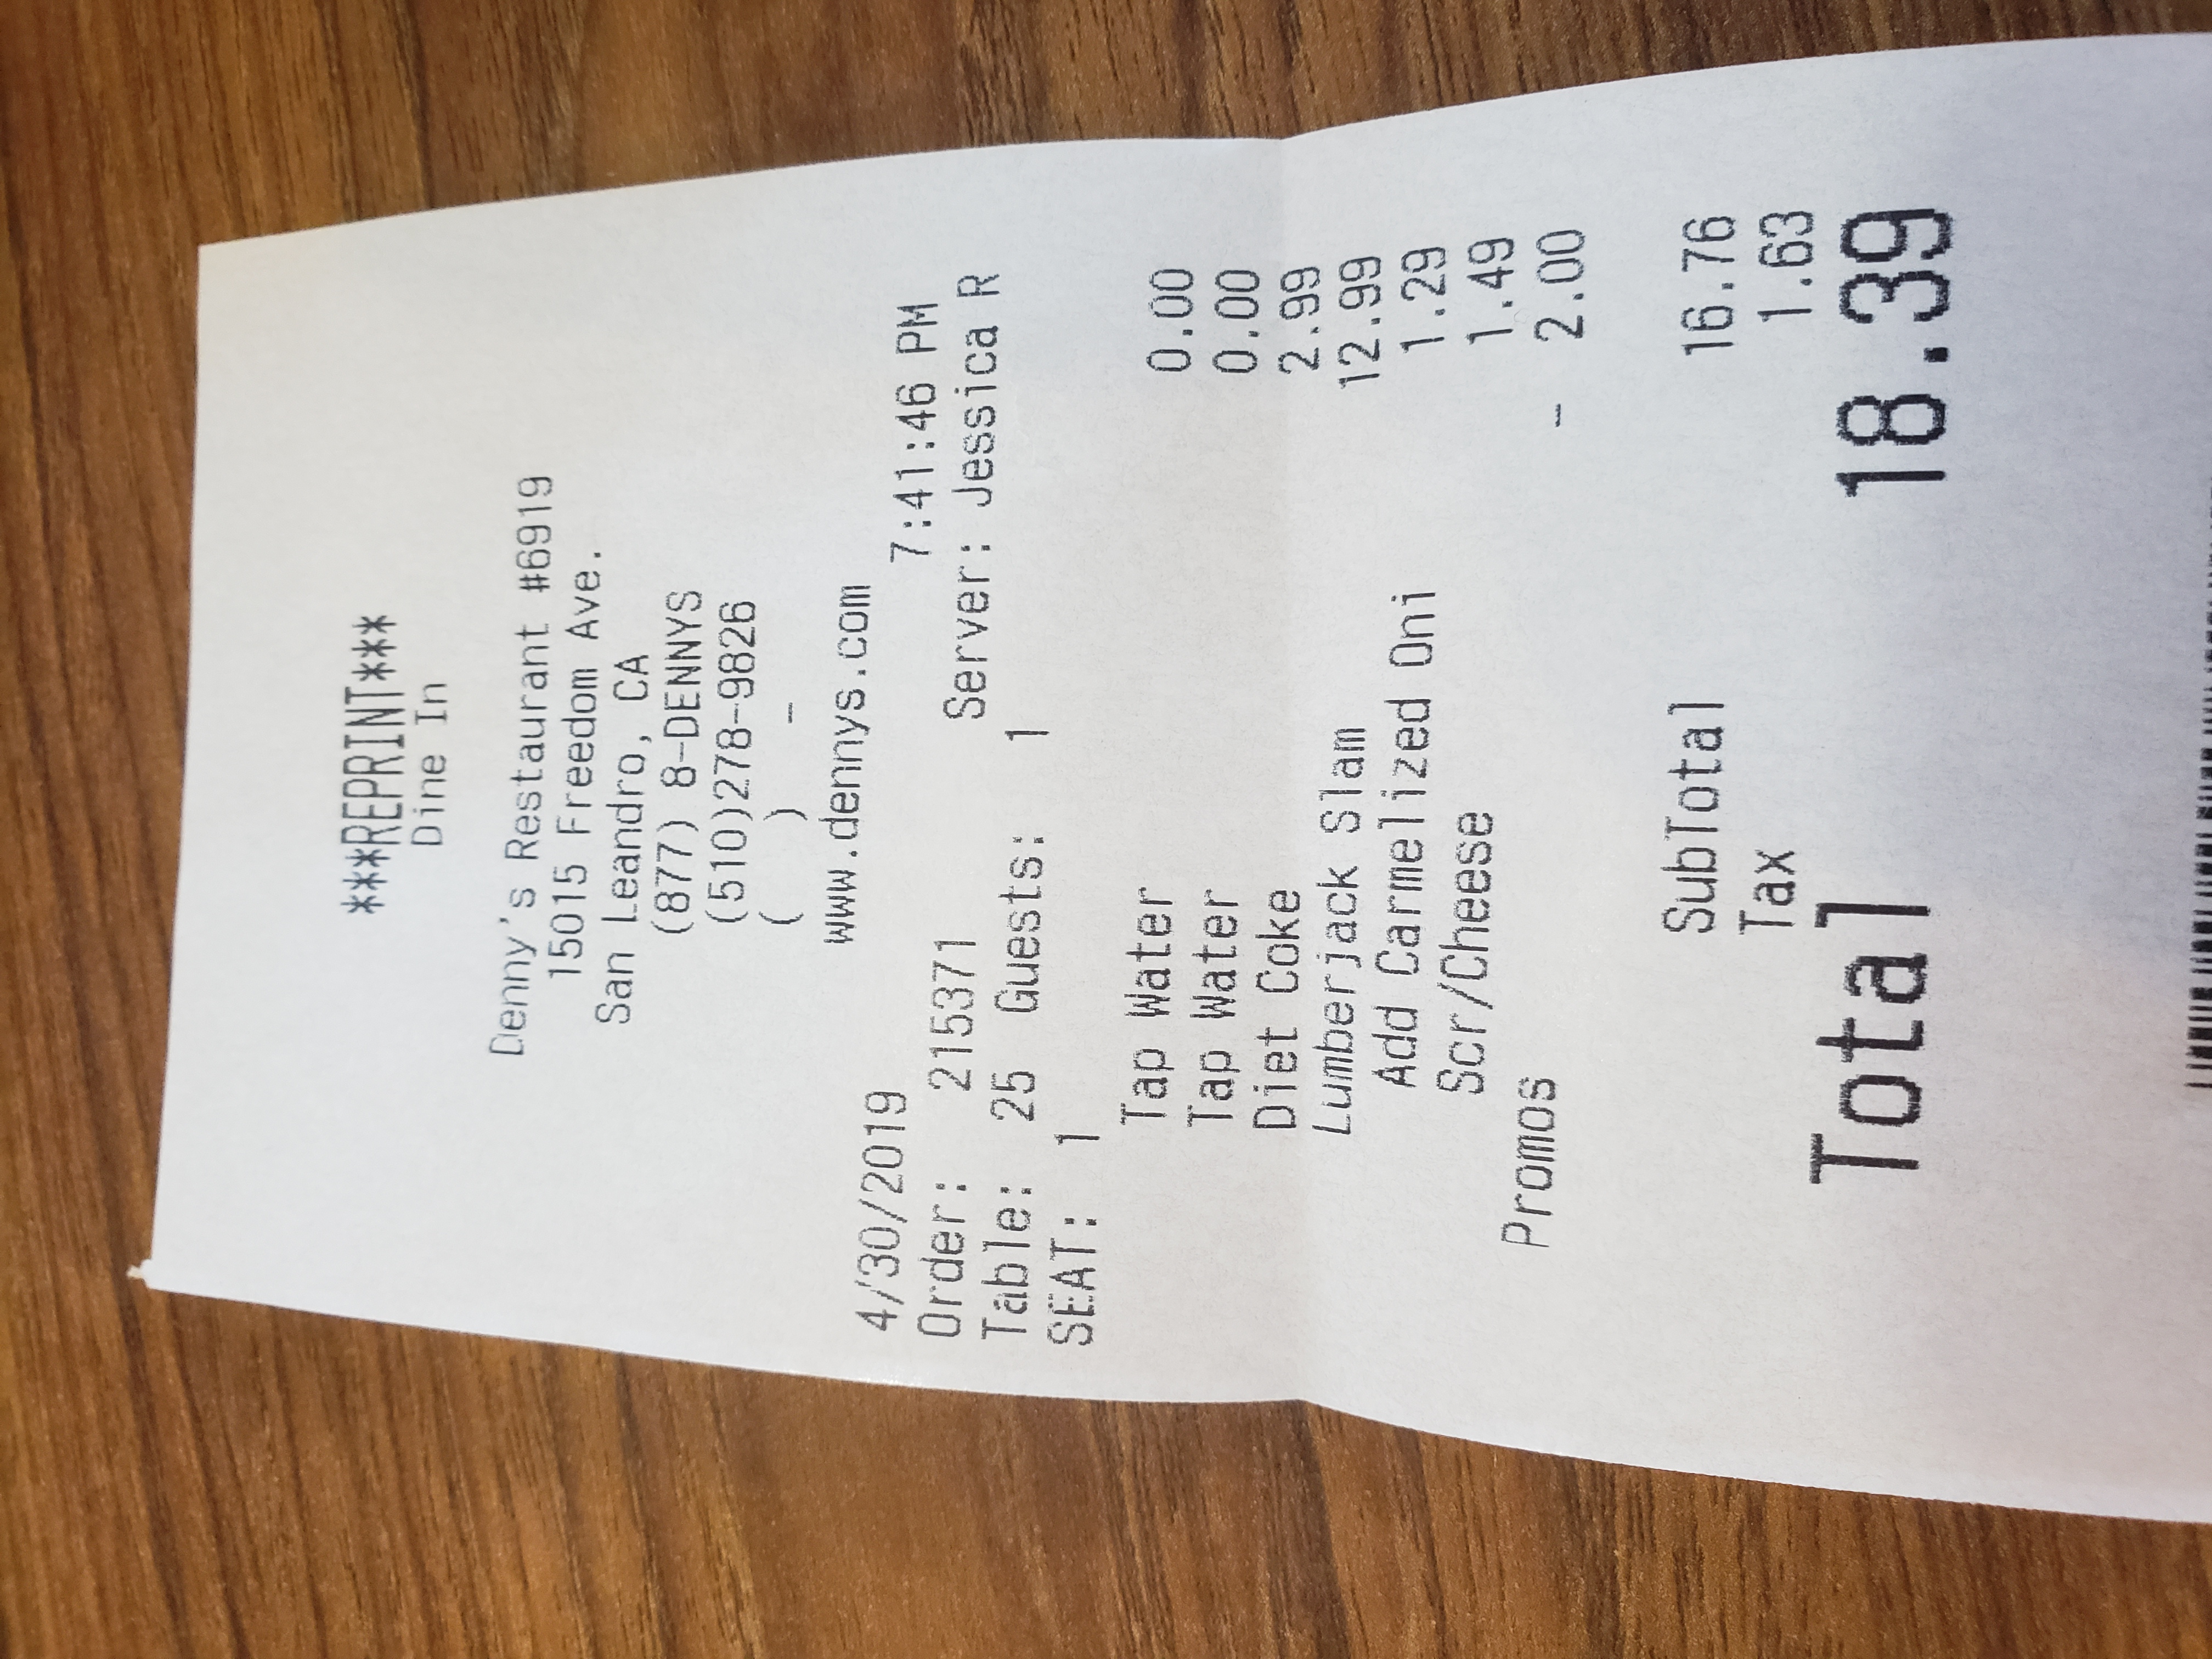 ***REPRINT***
Dine In
Denny's Restaurant #6919
15015 Freedom Ave.
San Leandro, CA
(877) 8-DENNYS
(510)278-9826
(   )   -
www.dennys.com
4/30/2019 7:41:46 PM
Order: 215371 Server: Jessica R
Table: 25 Guests: 1
SEAT: 1
Tap Water 0.00
Tap Water 0.00
Diet Coke 2.99
Lumberjack Slam 12.99
Add Carmelized Oni 1.29
Scr/Cheese 1.49
Promos - 2.00
SubTotal 16.76
Tax 1.63
Total 18.39